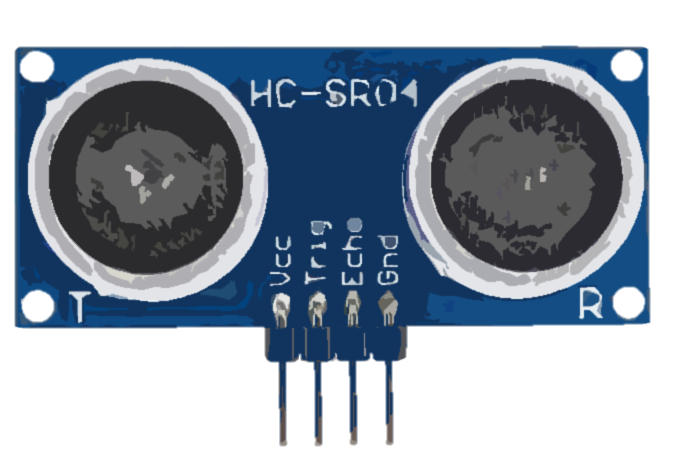 HC-SR04
Vcc
Trig
Echo
Gnd
T
R